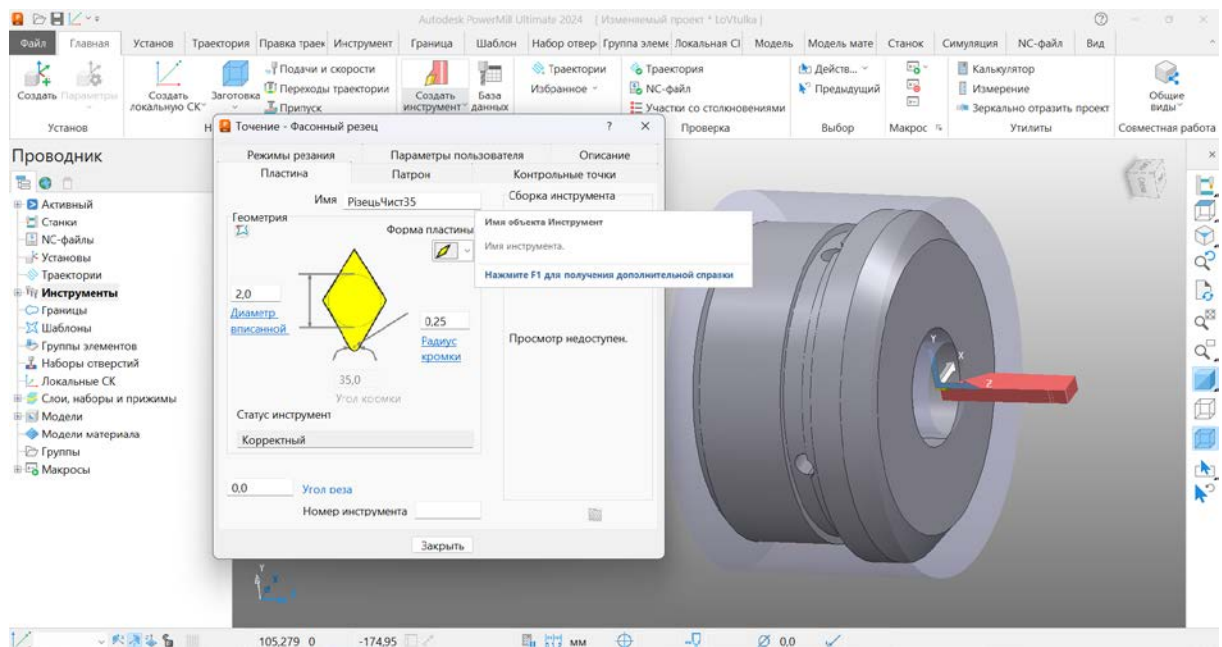 Autodesk PowerMill Ultimate 2024 [Изменяемый проект * LoVtulka]
Файл Главная Установ Траектория Правка траек Инструмент Граница Шаблон Набор отвер Группа элеме Локальная СІ Модель Модель мате Станок Симуляция NC-файл Вид
Подачи и скорости
Переходы траектории
Припуск
Создать Параметры
Создать локальную СК
Заготовка
Создать инструмент
База данных
Траектории
Избранное
Траектория
NC-файл
Участки со столкновениями
Действ...
Предыдущий
Калькулятор
Измерение
Зеркально отразить проект
Общие виды
Установ
Н
Проверка Выбор Макрос Утилиты Совместная работа
Проводник
Активный
Станки
NC-файлы
Установы
Траектории
Инструменты
Границы
Шаблоны
Группы элементов
Наборы отверстий
Локальные СК
Слои, наборы и прижимы
Модели
Модели материала
Группы
Макросы
Точение - Фасонный резец ? ×
Режимы резания Параметры пользователя Описание
Пластина Патрон Контрольные точки
Имя РізецьЧист35
Сборка инструмента
Геометрия
Форма пластины
2,0
Диаметр
вписанной
0,25
Радиус
кромки
35,0
Угол кромки
Статус инструмент
Корректный
0,0 Угол реза
Номер инструмента
Просмотр недоступен.
Закрыть
Имя объекта Инструмент
Имя инструмента.
Нажмите F1 для получения дополнительной справки
Y
X
Z
Y
105,279 0 -174,95 мм 0,0